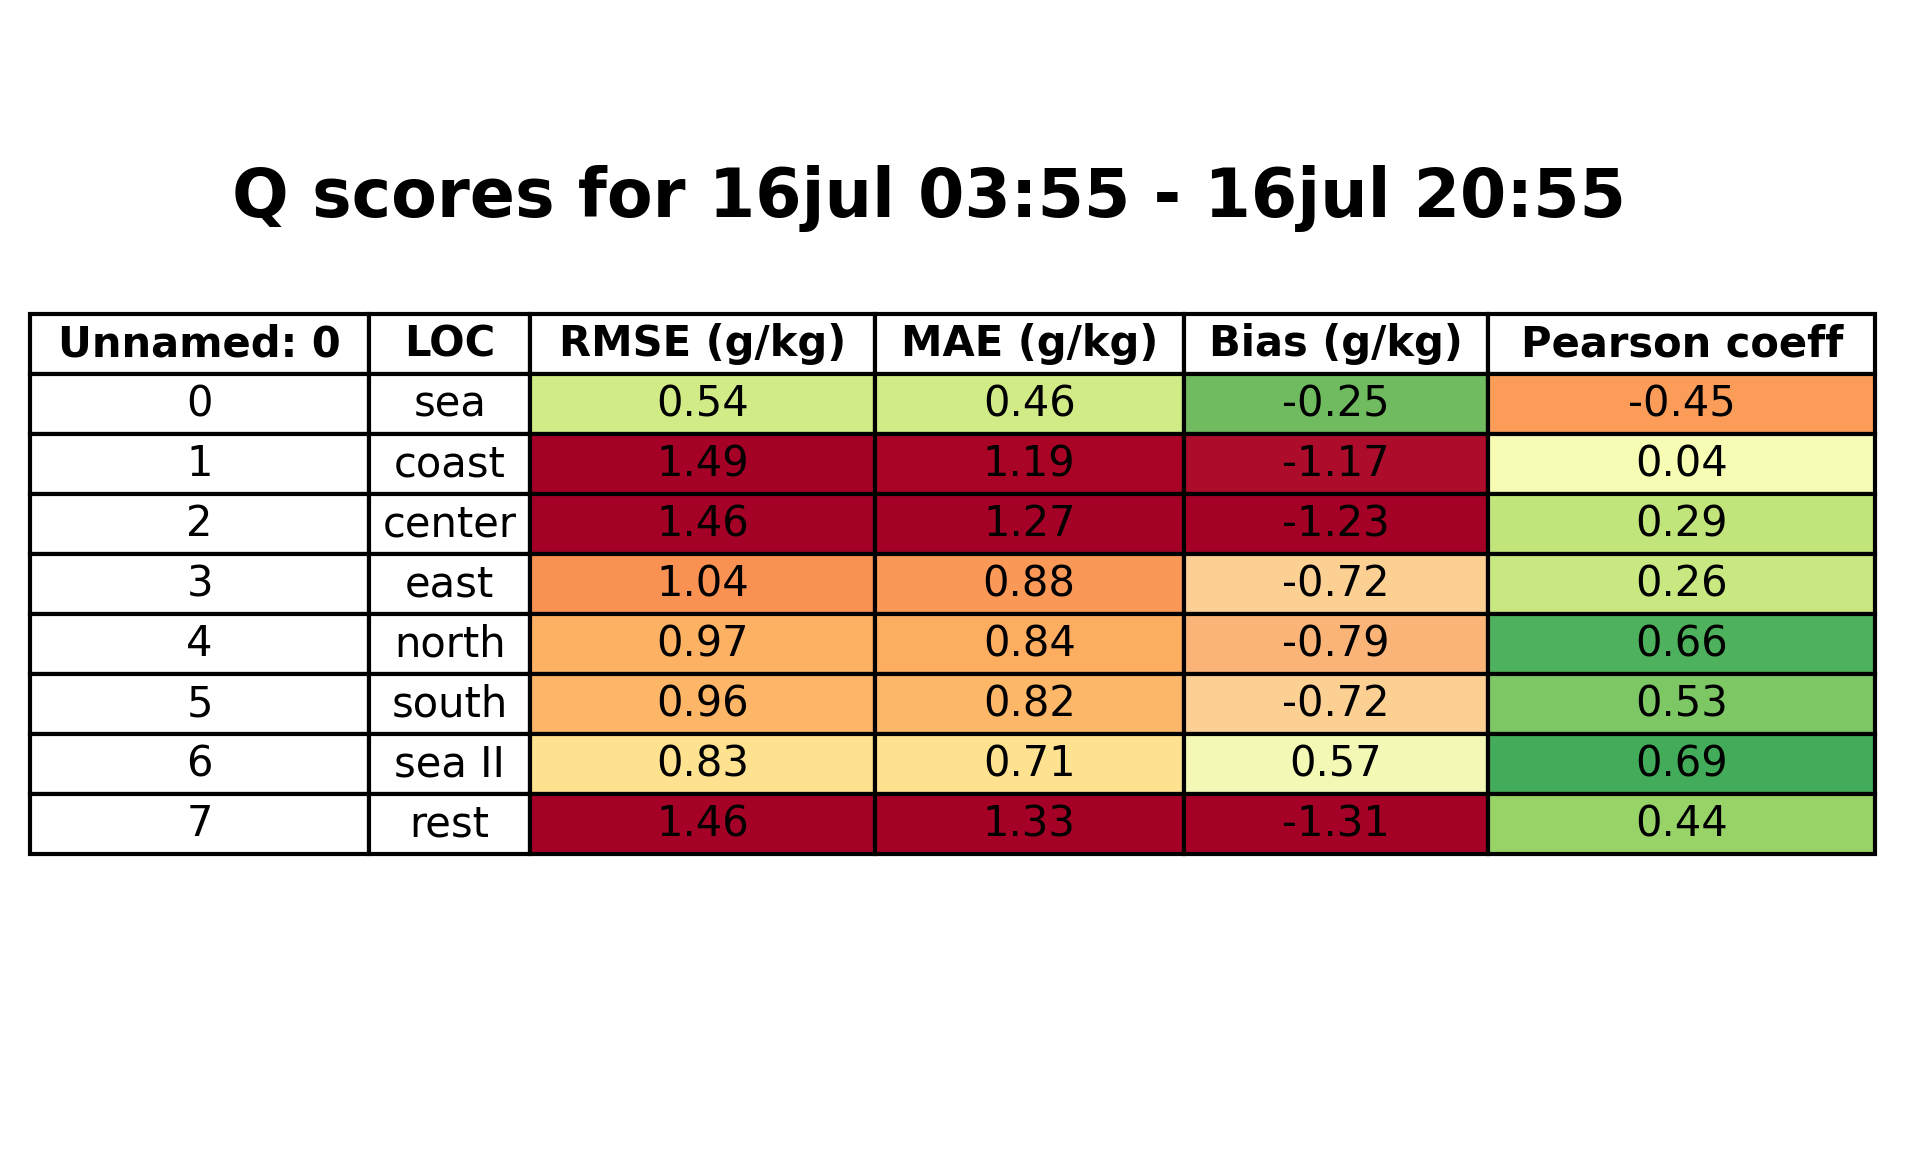 Q scores for 16jul 03:55 - 16jul 20:55
Unnamed: 0 LOC RMSE (g/kg) MAE (g/kg) Bias (g/kg) Pearson coeff
0 sea 0.54 0.46 -0.25 -0.45
1 coast 1.49 1.19 -1.17 0.04
2 center 1.46 1.27 -1.23 0.29
3 east 1.04 0.88 -0.72 0.26
4 north 0.97 0.84 -0.79 0.66
5 south 0.96 0.82 -0.72 0.53
6 sea II 0.83 0.71 0.57 0.69
7 rest 1.46 1.33 -1.31 0.44